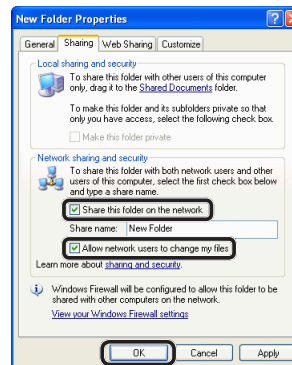 New Folder Properties
General Sharing Web Sharing Customize
Local sharing and security
To share this folder with other users of this computer
only, drag it to the Shared Documents folder.
To make this folder and its subfolders private so that
only you have access, select the following check box.
Make this folder private
Network sharing and security
To share this folder with both network users and other
users of this computer, select the first check box below
and type a share name.
Share this folder on the network
Share name: New Folder
Allow network users to change my files
Learn more about sharing and security.
Windows Firewall will be configured to allow this folder to be
shared with other computers on the network.
View your Windows Firewall settings
OK Cancel Apply